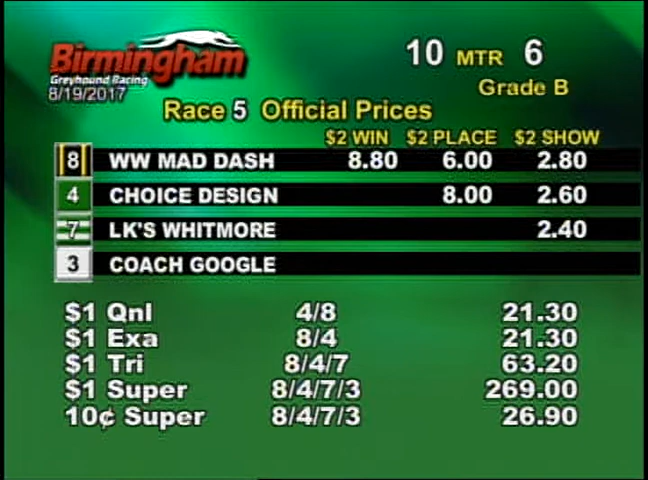 Birmingham
Greyhound Racing
8/19/2017
10 MTR 6
Grade B
Race 5 Official Prices
$2 WIN $2 PLACE $2 SHOW
8 WW MAD DASH 8.80 6.00 2.80
4 CHOICE DESIGN 8.00 2.60
7 LK'S WHITMORE 2.40
3 COACH GOOGLE
$1 Qnl 4/8 21.30
$1 Exa 8/4 21.30
$1 Tri 8/4/7 63.20
$1 Super 8/4/7/3 269.00
10¢ Super 8/4/7/3 26.90